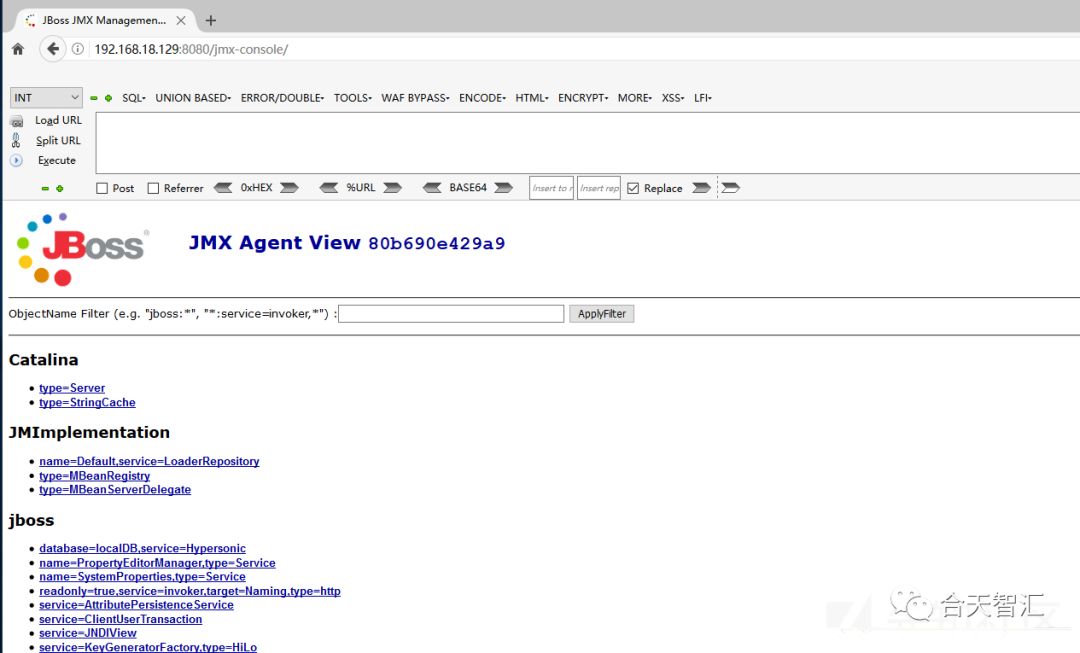 JBoss JMX Managemen...
192.168.18.129:8080/jmx-console/
INT SQL UNION BASED ERROR/DOUBLE TOOLS WAF BYPASS ENCODE HTML ENCRYPT MORE XSS LFI
Load URL
Split URL
Execute
Post Referrer 0xHEX %URL BASE64 Insert to r Insert rep Replace
JBoss®
JMX Agent View 80b690e429a9
ObjectName Filter (e.g. "jboss:*", "*:service=invoker,*") : ApplyFilter
Catalina
type=Server
type=StringCache
JMImplementation
name=Default,service=LoaderRepository
type=MBeanRegistry
type=MBeanServerDelegate
jboss
database=localDB,service=Hypersonic
name=PropertyEditorManager,type=Service
name=SystemProperties,type=Service
readonly=true,service=invoker,target=Naming,type=http
service=AttributePersistenceService
service=ClientUserTransaction
service=JNDIView
service=KeyGeneratorFactory,type=HiLo
合天智汇